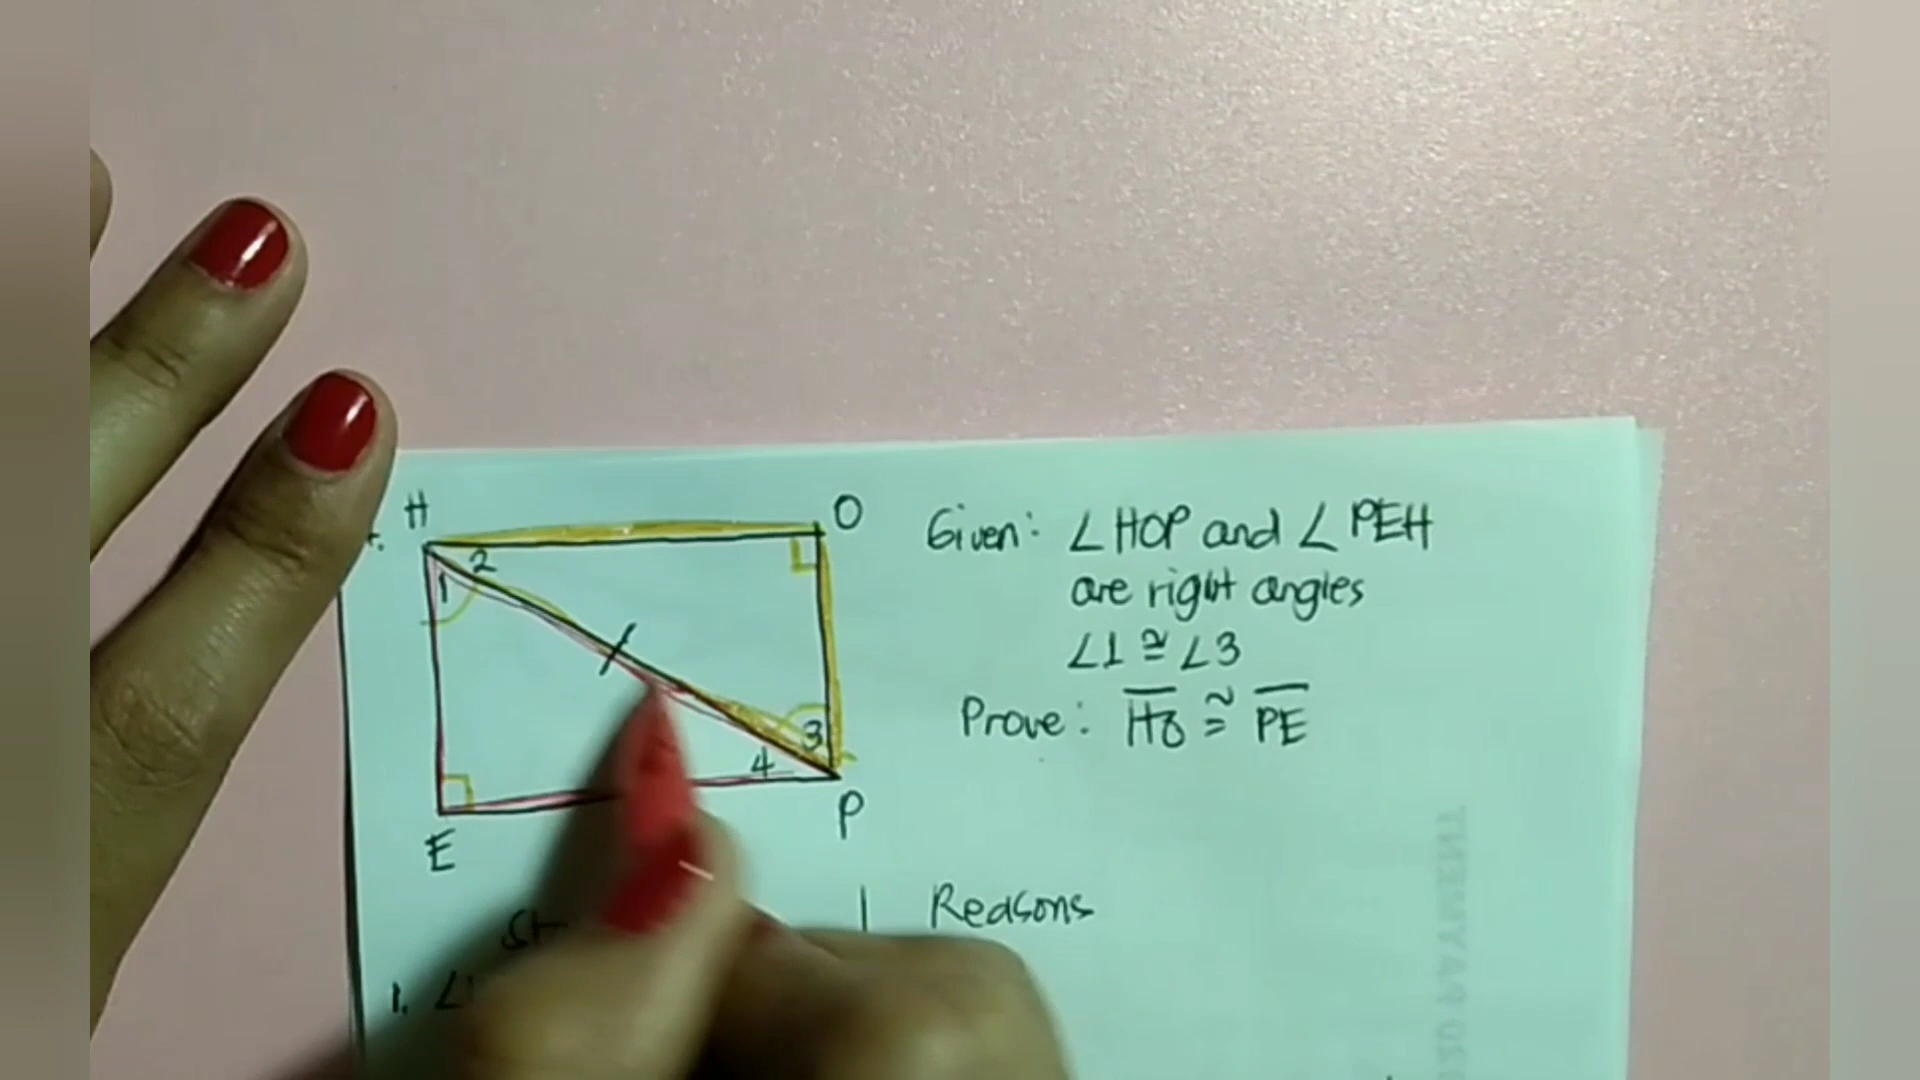 H
O
Given: ∠HOP and ∠PEH
2
1
are right angles
∠1 ≅ ∠3
Prove: HO ≅ PE
3
4
P
E
Reasons
1.